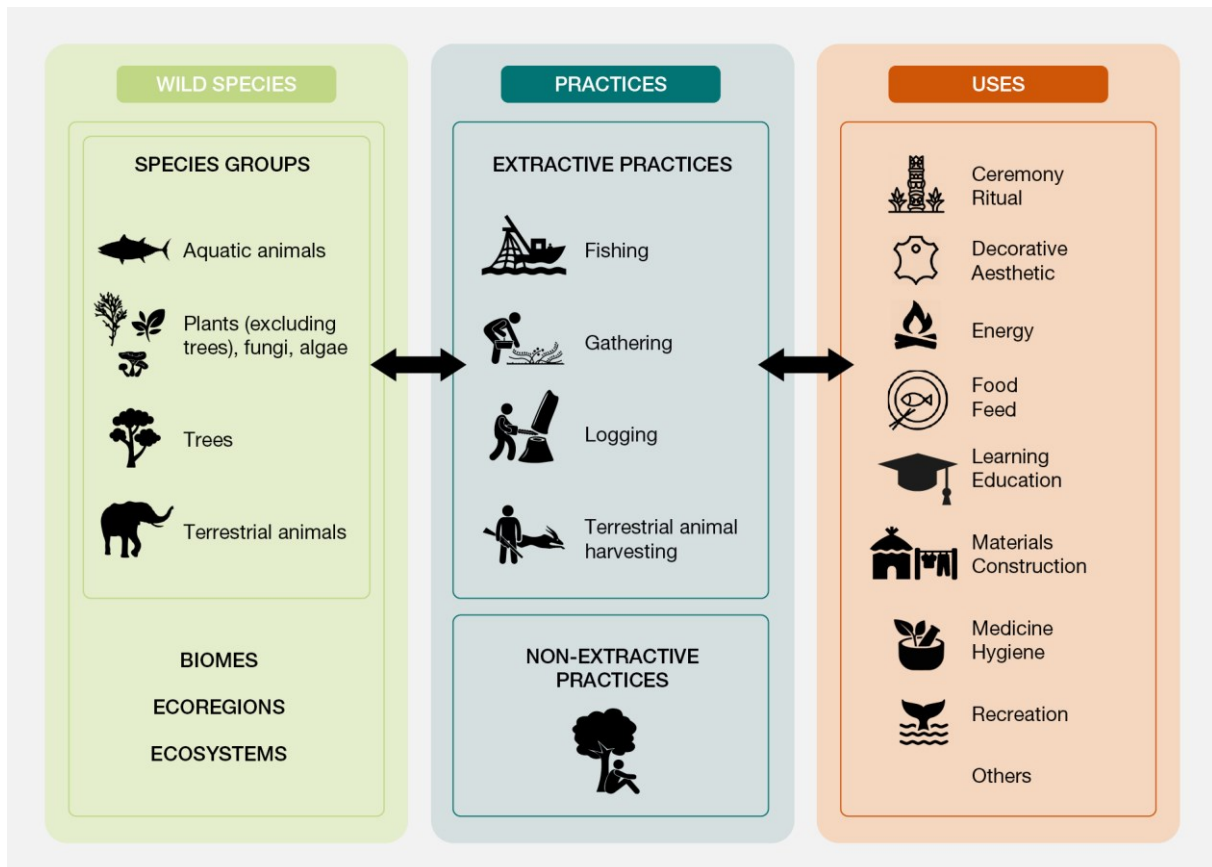 WILD SPECIES
SPECIES GROUPS
Aquatic animals
Plants (excluding
trees), fungi, algae
Trees
Terrestrial animals
BIOMES
ECOREGIONS
ECOSYSTEMS
PRACTICES
EXTRACTIVE PRACTICES
Fishing
Gathering
Logging
Terrestrial animal
harvesting
NON-EXTRACTIVE
PRACTICES
USES
Ceremony
Ritual
Decorative
Aesthetic
Energy
Food
Feed
Learning
Education
Materials
Construction
Medicine
Hygiene
Recreation
Others